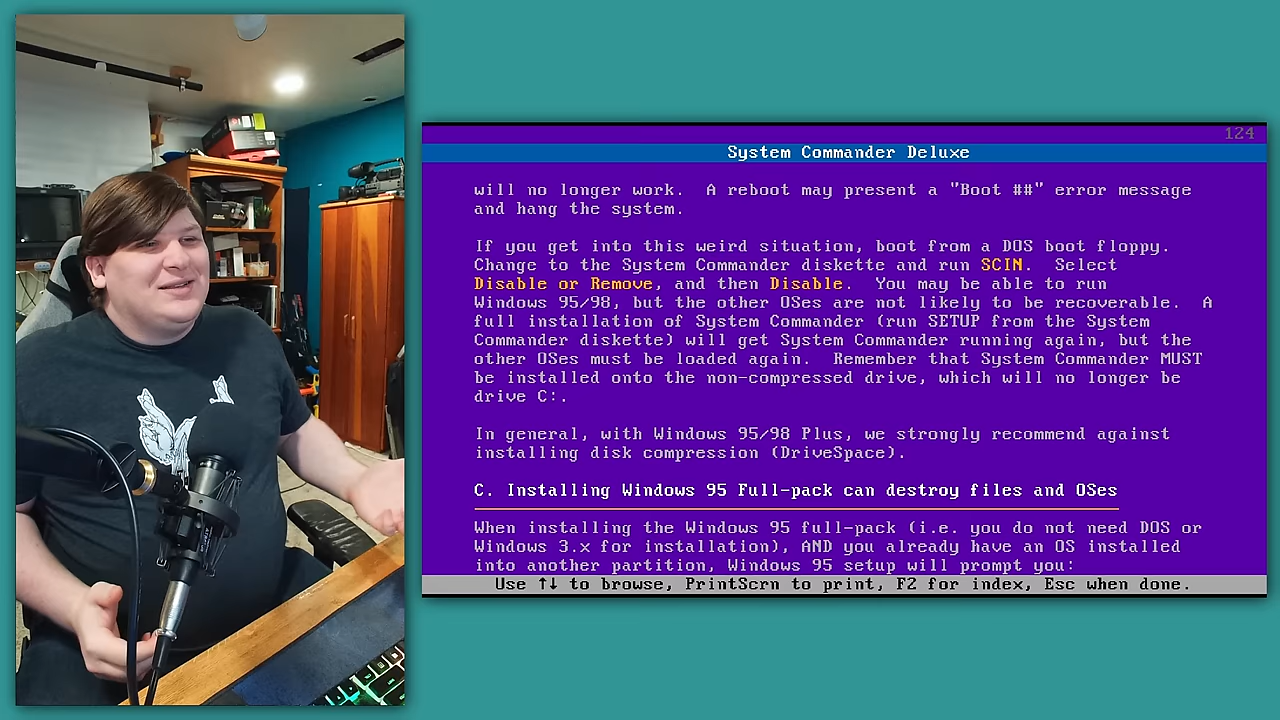 124
System Commander Deluxe
will no longer work.  A reboot may present a "Boot ##" error message
and hang the system.
If you get into this weird situation, boot from a DOS boot floppy.
Change to the System Commander diskette and run SCIN.  Select
Disable or Remove, and then Disable.  You may be able to run
Windows 95/98, but the other OSes are not likely to be recoverable.  A
full installation of System Commander (run SETUP from the System
Commander diskette) will get System Commander running again, but the
other OSes must be loaded again.  Remember that System Commander MUST
be installed onto the non-compressed drive, which will no longer be
drive C:.
In general, with Windows 95/98 Plus, we strongly recommend against
installing disk compression (DriveSpace).
C. Installing Windows 95 Full-pack can destroy files and OSes
When installing the Windows 95 full-pack (i.e. you do not need DOS or
Windows 3.x for installation), AND you already have an OS installed
into another partition, Windows 95 setup will prompt you:
Use ↑↓ to browse, PrintScrn to print, F2 for index, Esc when done.